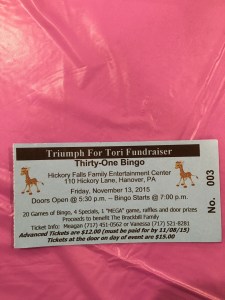 Triumph For Tori Fundraiser
Thirty-One Bingo
Hickory Falls Family Entertainment Center
110 Hickory Lane, Hanover, PA
Friday, November 13, 2015
Doors Open @ 5:30 p.m. ~ Bingo Starts @ 7:00 p.m.
20 Games of Bingo, 4 Specials, 1 "MEGA" game, raffles and door prizes
Proceeds to benefit The Family
Ticket Info: Meagan (717) 451-0562 or Vanessa (717) 521-8281
Advanced Tickets are $12.00 (must be paid for by 11/08/15)
Tickets at the door on day of event are $15.00
No. 003